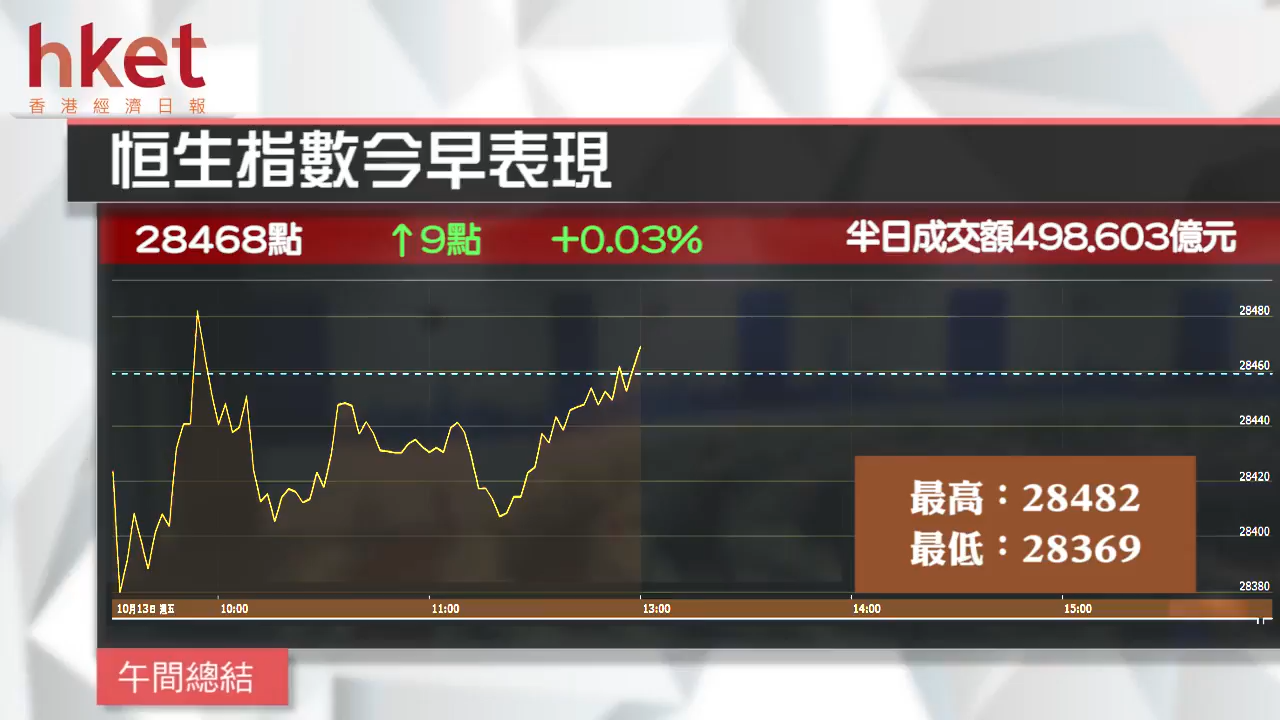 hket
香港經濟日報
恒生指數今早表現
28468點 ↑9點 +0.03% 半日成交額498.603億元
28480
28460
28440
28420
28400
28380
最高：28482
最低：28369
10月13日 週五 10:00 11:00 13:00 14:00 15:00
午間總結